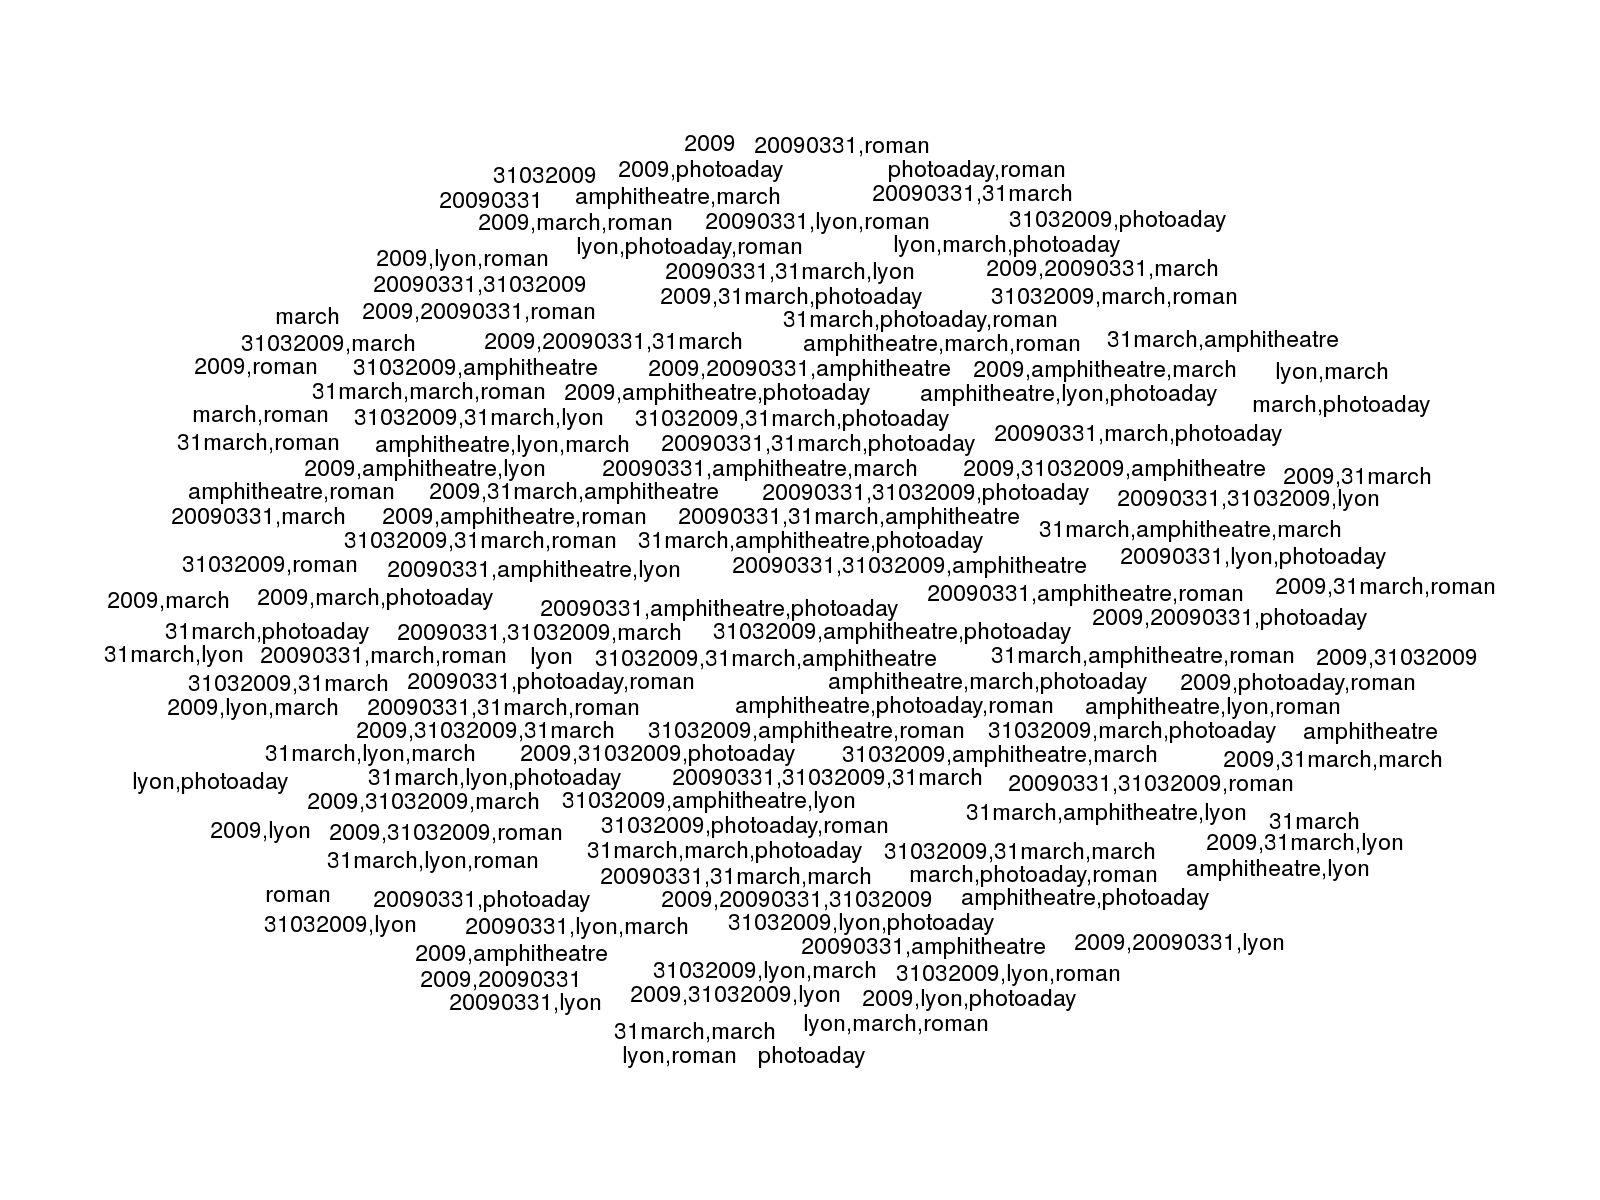 2009 20090331,roman
31032009 2009,photoaday photoaday,roman
20090331 amphitheatre,march 20090331,31march
2009,march,roman 20090331,lyon,roman 31032009,photoaday
lyon,photoaday,roman lyon,march,photoaday
2009,lyon,roman 20090331,31march,lyon 2009,20090331,march
20090331,31032009 2009,31march,photoaday 31032009,march,roman
march 2009,20090331,roman 31march,photoaday,roman
31032009,march 2009,20090331,31march amphitheatre,march,roman 31march,amphitheatre
2009,roman 31032009,amphitheatre 2009,20090331,amphitheatre 2009,amphitheatre,march lyon,march
31march,march,roman 2009,amphitheatre,photoaday amphitheatre,lyon,photoaday march,photoaday
march,roman 31032009,31march,lyon 31032009,31march,photoaday
31march,roman amphitheatre,lyon,march 20090331,31march,photoaday 20090331,march,photoaday
2009,amphitheatre,lyon 20090331,amphitheatre,march 2009,31032009,amphitheatre 2009,31march
amphitheatre,roman 2009,31march,amphitheatre 20090331,31032009,photoaday 20090331,31032009,lyon
20090331,march 2009,amphitheatre,roman 20090331,31march,amphitheatre 31march,amphitheatre,march
31032009,31march,roman 31march,amphitheatre,photoaday
31032009,roman 20090331,amphitheatre,lyon 20090331,31032009,amphitheatre 20090331,lyon,photoaday
2009,march 2009,march,photoaday 20090331,amphitheatre,photoaday 20090331,amphitheatre,roman 2009,31march,roman
31march,photoaday 20090331,31032009,march 31032009,amphitheatre,photoaday 2009,20090331,photoaday
31march,lyon 20090331,march,roman lyon 31032009,31march,amphitheatre 31march,amphitheatre,roman 2009,31032009
31032009,31march 20090331,photoaday,roman amphitheatre,march,photoaday 2009,photoaday,roman
2009,lyon,march 20090331,31march,roman amphitheatre,photoaday,roman amphitheatre,lyon,roman
2009,31032009,31march 31032009,amphitheatre,roman 31032009,march,photoaday amphitheatre
31march,lyon,march 2009,31032009,photoaday 31032009,amphitheatre,march 2009,31march,march
lyon,photoaday 31march,lyon,photoaday 20090331,31032009,31march 20090331,31032009,roman
2009,31032009,march 31032009,amphitheatre,lyon 31march,amphitheatre,lyon 31march
2009,lyon 2009,31032009,roman 31032009,photoaday,roman 2009,31march,lyon
31march,lyon,roman 31march,march,photoaday 31032009,31march,march amphitheatre,lyon
20090331,31march,march march,photoaday,roman
roman 20090331,photoaday 2009,20090331,31032009 amphitheatre,photoaday
31032009,lyon 20090331,lyon,march 31032009,lyon,photoaday
2009,amphitheatre 20090331,amphitheatre 2009,20090331,lyon
2009,20090331 31032009,lyon,march 31032009,lyon,roman
20090331,lyon 2009,31032009,lyon 2009,lyon,photoaday
31march,march lyon,march,roman
lyon,roman photoaday